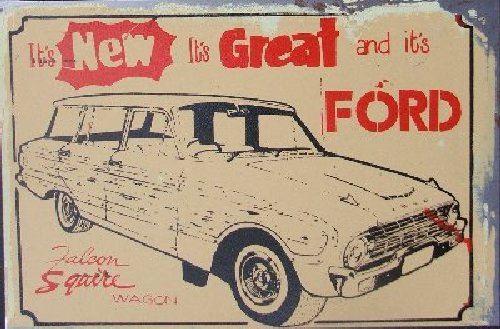 It's New It's Great and it's
FORD
Falcon
Squire
WAGON